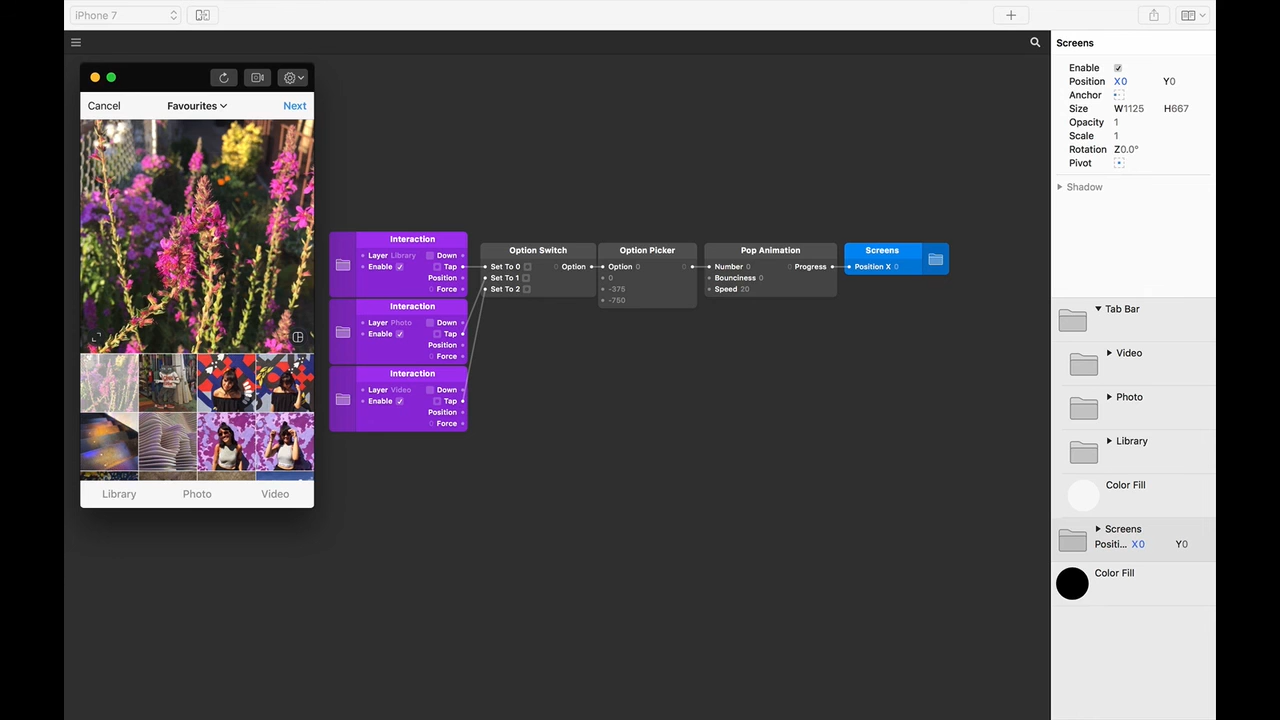 iPhone 7
Cancel
Favourites
Next
Library
Photo
Video
Interaction
Layer Library
Down
Enable
Tap
Position
0 Force
Interaction
Layer Photo
Down
Enable
Tap
Position
0 Force
Interaction
Layer Video
Down
Enable
Tap
Position
0 Force
Option Switch
Set To 0
0 Option
Set To 1
Set To 2
Option Picker
Option 0
0
0
-375
-750
Pop Animation
Number 0
0 Progress
Bounciness 0
Speed 20
Screens
Position X 0
Screens
Enable
Position X0 Y0
Anchor
Size W1125 H667
Opacity 1
Scale 1
Rotation Z0.0°
Pivot
Shadow
Tab Bar
Video
Photo
Library
Color Fill
Screens
Positi... X0 Y0
Color Fill